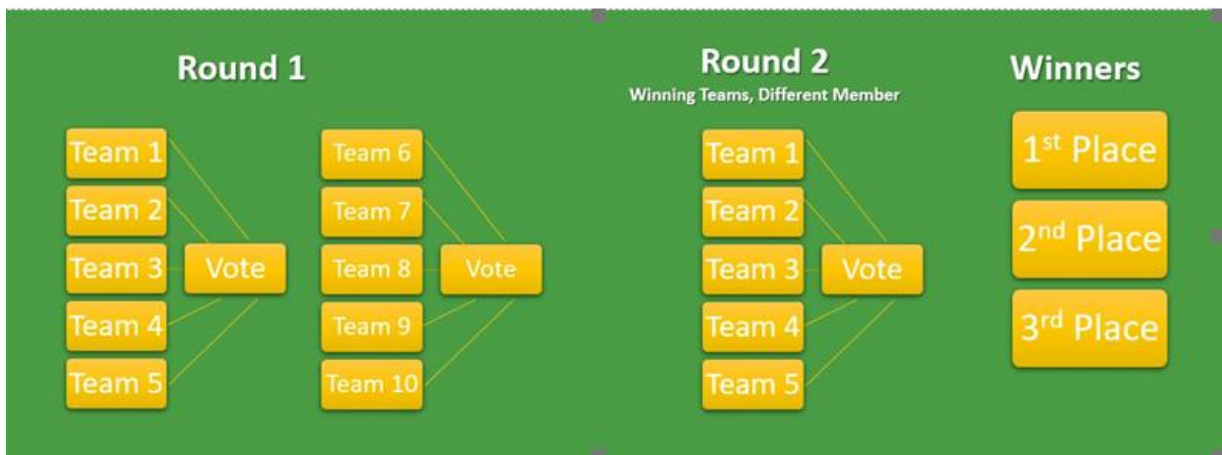 Round 1
Team 1
Team 2
Team 3
Team 4
Team 5
Vote
Team 6
Team 7
Team 8
Team 9
Team 10
Vote
Round 2
Winning Teams, Different Member
Team 1
Team 2
Team 3
Team 4
Team 5
Vote
Winners
1st Place
2nd Place
3rd Place